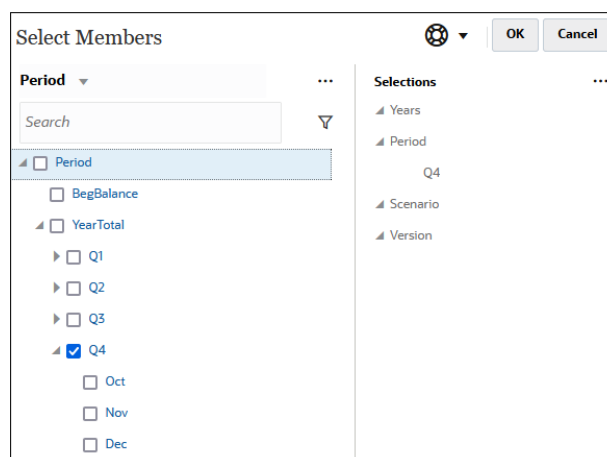 Select Members
OK
Cancel
Period
...
Search
Period
BegBalance
YearTotal
Q1
Q2
Q3
Q4
Oct
Nov
Dec
Selections
...
Years
Period
Q4
Scenario
Version